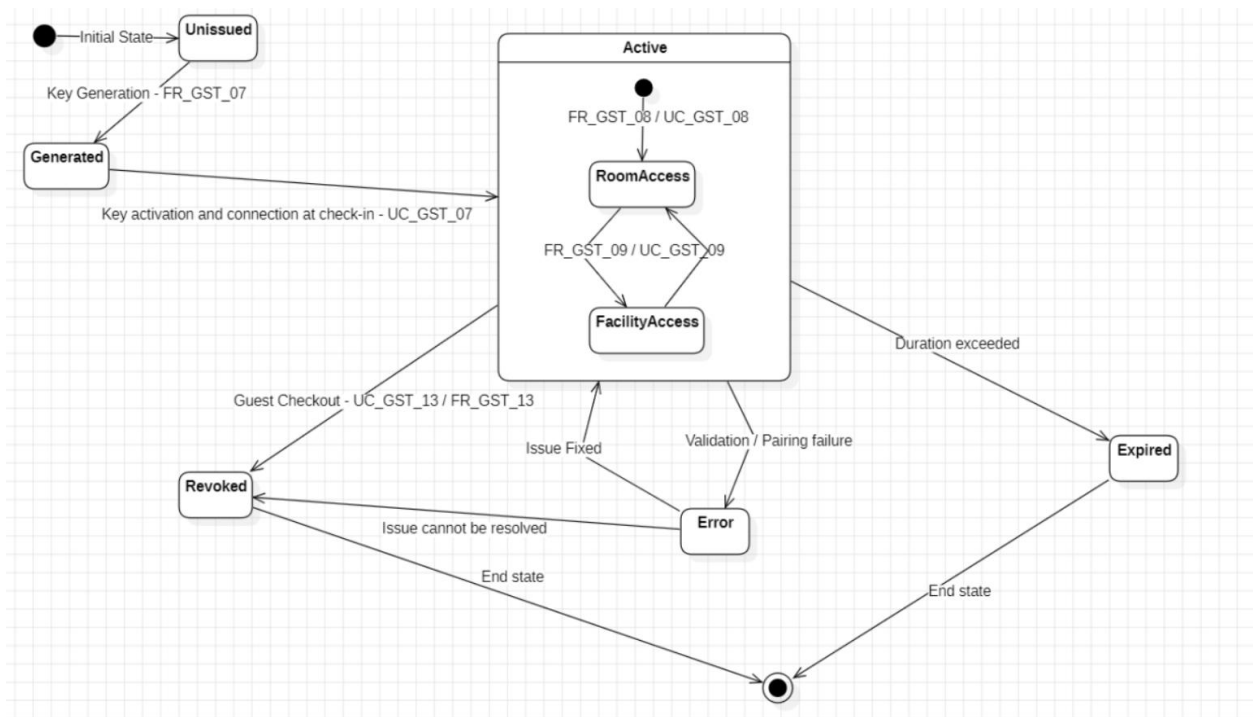 Initial State
Unissued
Key Generation - FR_GST_07
Generated
Key activation and connection at check-in - UC_GST_07
Active
FR_GST_08 / UC_GST_08
RoomAccess
FR_GST_09 / UC_GST_09
FacilityAccess
Duration exceeded
Guest Checkout - UC_GST_13 / FR_GST_13
Issue Fixed
Validation / Pairing failure
Expired
Revoked
Error
Issue cannot be resolved
End state
End state